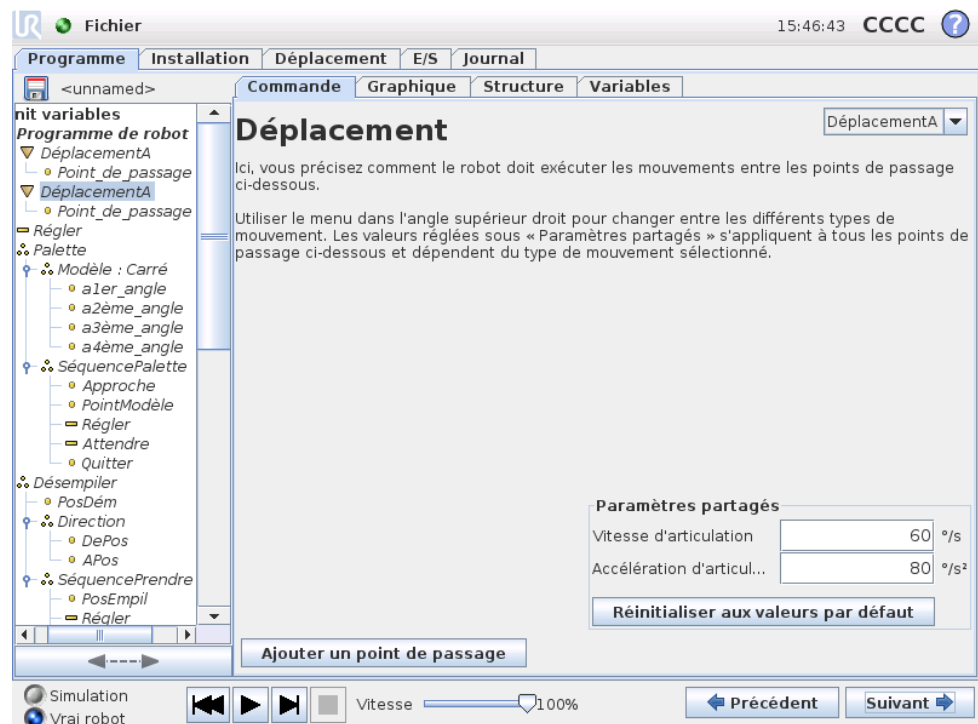 Fichier 15:46:43 CCCC ?
Programme Installation Déplacement E/S Journal
<unnamed>
Commande Graphique Structure Variables
nit variables
Programme de robot
DéplacementA
Point_de_passage
DéplacementA
Point_de_passage
Régler
Palette
Modèle : Carré
a1er_angle
a2ème_angle
a3ème_angle
a4ème_angle
SéquencePalette
Approche
PointModèle
Régler
Attendre
Quitter
Désempiler
PosDém
Direction
DePos
APos
SéquencePrendre
PosEmpil
Régler
Déplacement
DéplacementA
Ici, vous précisez comment le robot doit exécuter les mouvements entre les points de passage
ci-dessous.
Utiliser le menu dans l'angle supérieur droit pour changer entre les différents types de
mouvement. Les valeurs réglées sous « Paramètres partagés » s'appliquent à tous les points de
passage ci-dessous et dépendent du type de mouvement sélectionné.
Paramètres partagés
Vitesse d'articulation 60 °/s
Accélération d'articul... 80 °/s²
Réinitialiser aux valeurs par défaut
Ajouter un point de passage
Simulation
Vrai robot
Vitesse 100%
Précédent Suivant